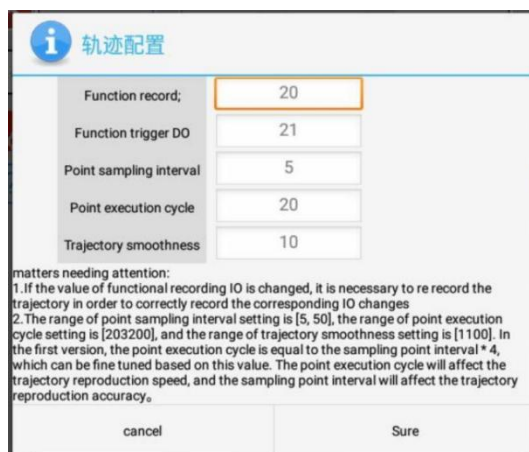 轨迹配置
Function record;
20
Function trigger DO
21
Point sampling interval
5
Point execution cycle
20
Trajectory smoothness
10
matters needing attention:
1.If the value of functional recording IO is changed, it is necessary to re record the
trajectory in order to correctly record the corresponding IO changes
2.The range of point sampling interval setting is [5, 50], the range of point execution
cycle setting is [203200], and the range of trajectory smoothness setting is [1100]. In
the first version, the point execution cycle is equal to the sampling point interval * 4,
which can be fine tuned based on this value. The point execution cycle will affect the
trajectory reproduction speed, and the sampling point interval will affect the trajectory
reproduction accuracy。
cancel
Sure